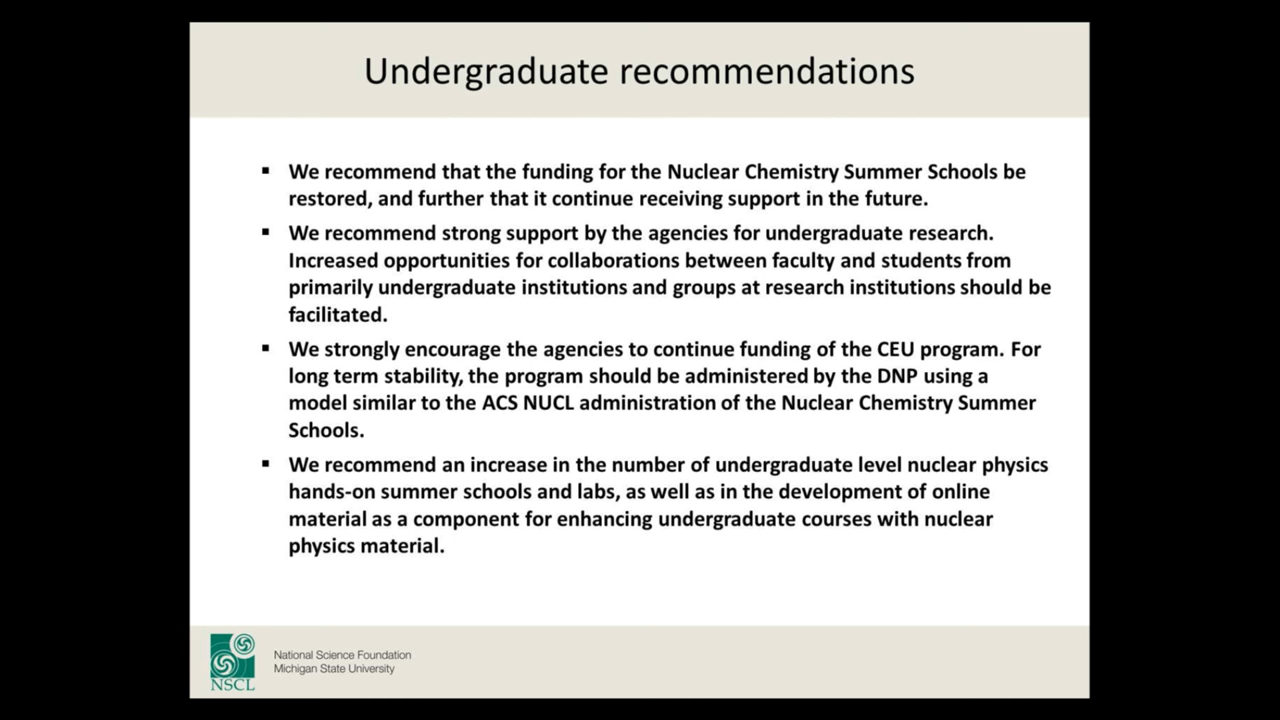 Undergraduate recommendations
▪ We recommend that the funding for the Nuclear Chemistry Summer Schools be
restored, and further that it continue receiving support in the future.
▪ We recommend strong support by the agencies for undergraduate research.
Increased opportunities for collaborations between faculty and students from
primarily undergraduate institutions and groups at research institutions should be
facilitated.
▪ We strongly encourage the agencies to continue funding of the CEU program. For
long term stability, the program should be administered by the DNP using a
model similar to the ACS NUCL administration of the Nuclear Chemistry Summer
Schools.
▪ We recommend an increase in the number of undergraduate level nuclear physics
hands-on summer schools and labs, as well as in the development of online
material as a component for enhancing undergraduate courses with nuclear
physics material.
National Science Foundation
Michigan State University
NSCL